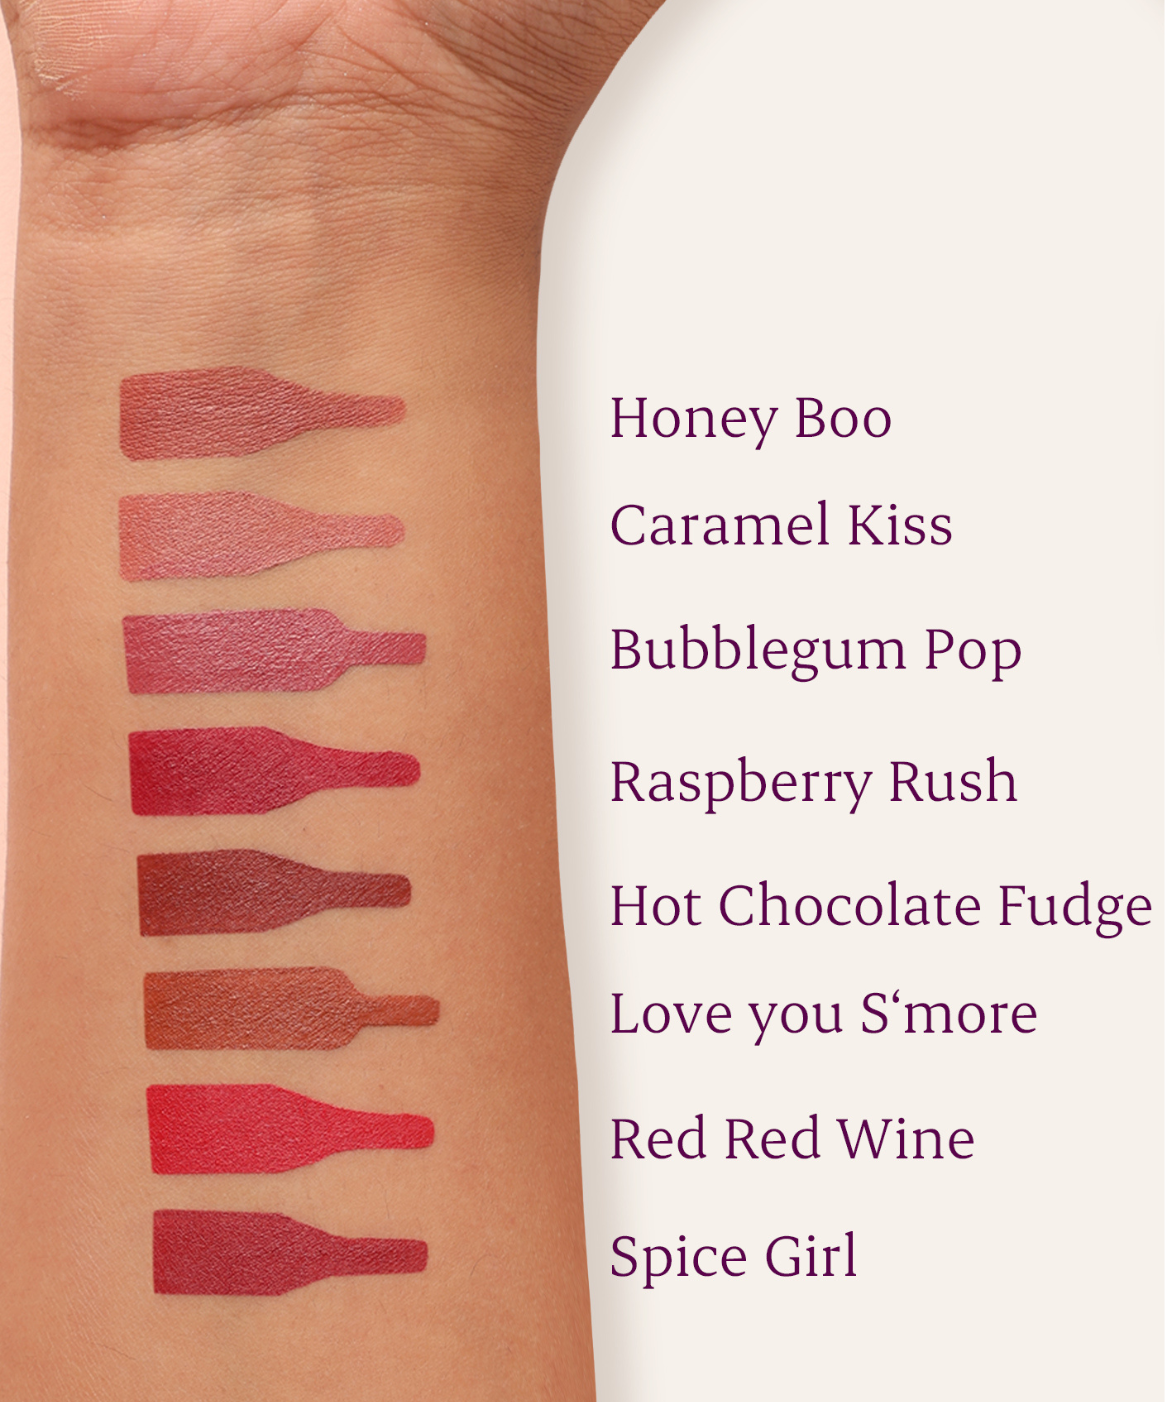 Honey Boo
Caramel Kiss
Bubblegum Pop
Raspberry Rush
Hot Chocolate Fudge
Love you S‘more
Red Red Wine
Spice Girl